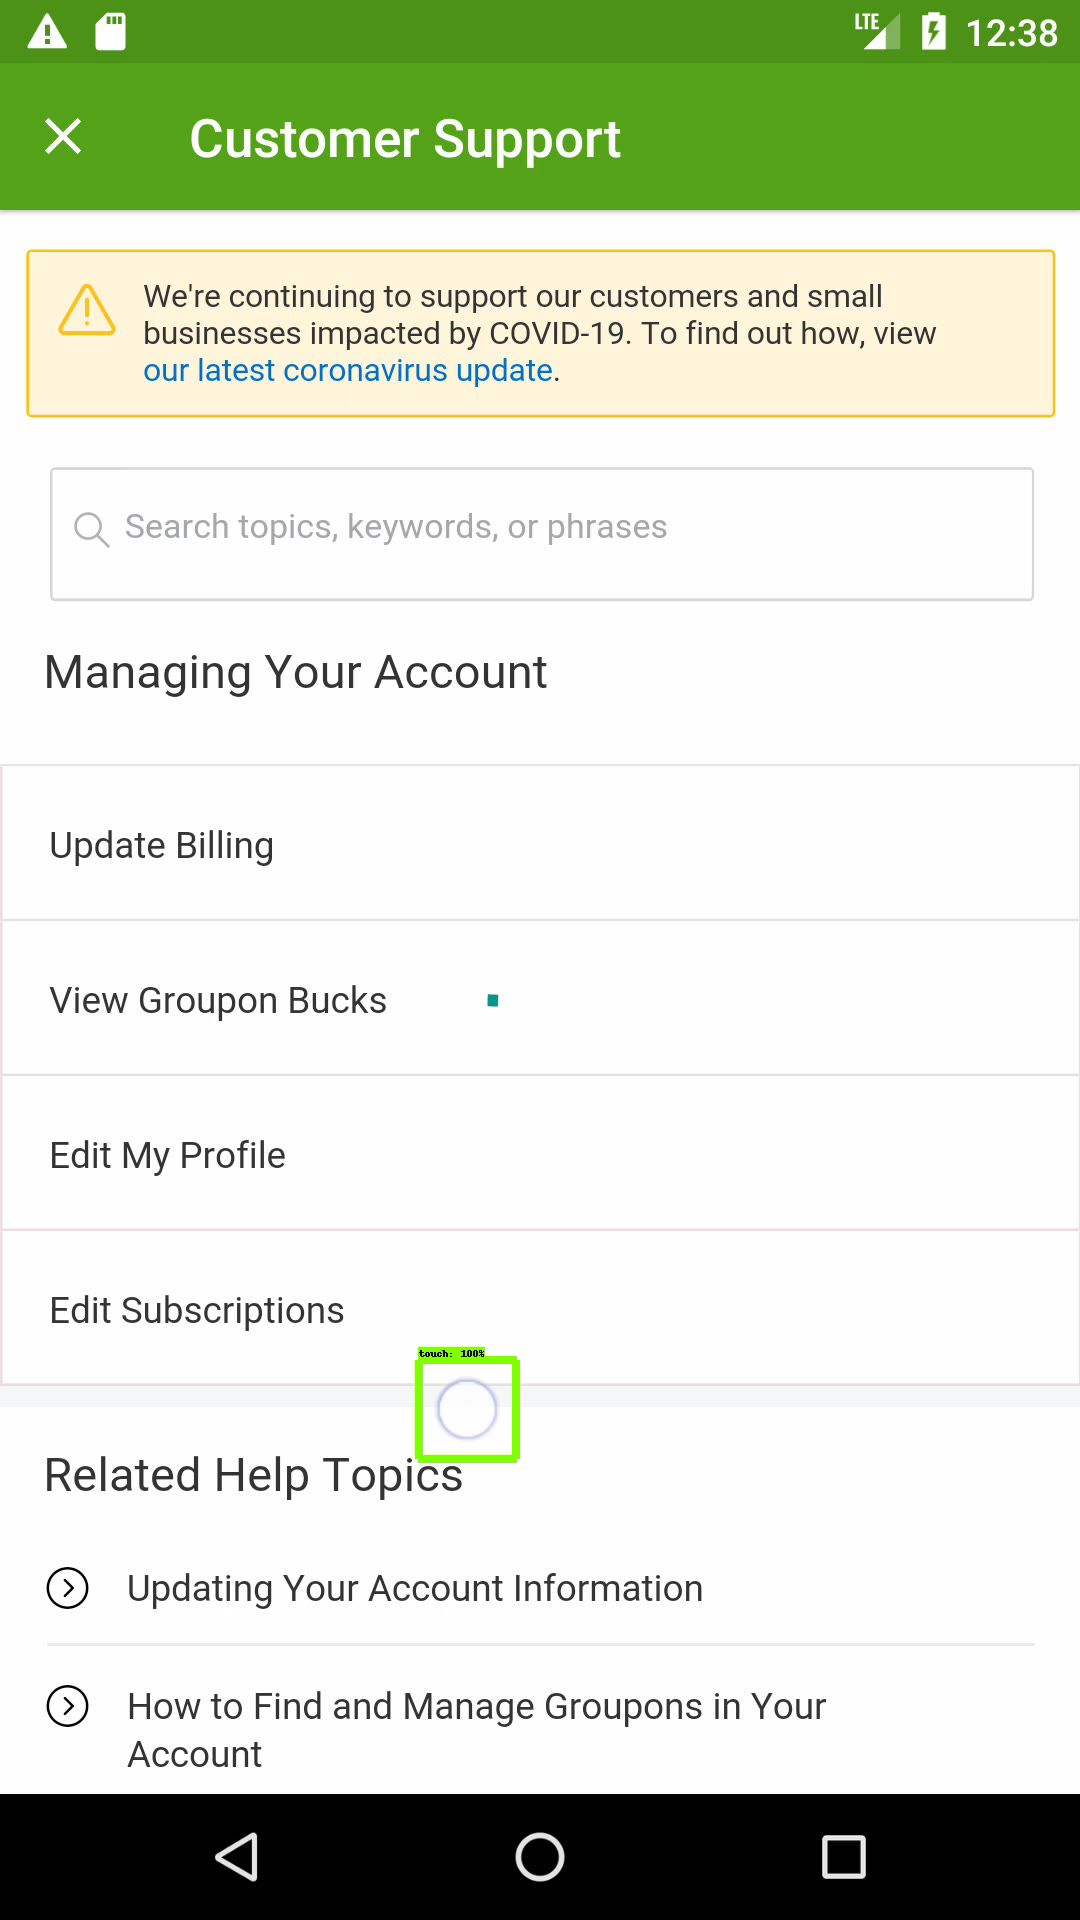 LTE 12:38
Customer Support
We're continuing to support our customers and small
businesses impacted by COVID-19. To find out how, view
our latest coronavirus update.
Search topics, keywords, or phrases
Managing Your Account
Update Billing
View Groupon Bucks
Edit My Profile
Edit Subscriptions
touch: 100%
Related Help Topics
Updating Your Account Information
How to Find and Manage Groupons in Your
Account